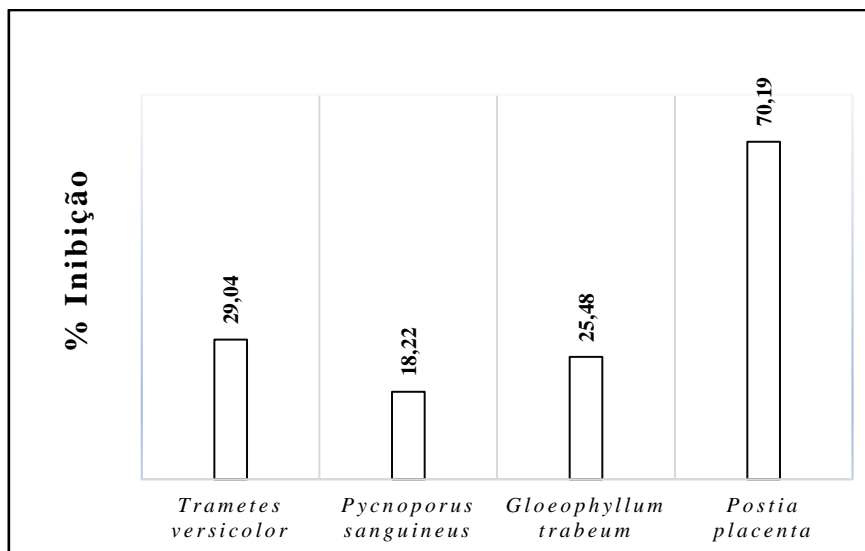 % Inibição
29,04
18,22
25,48
70,19
Trametes
versicolor
Pycnoporus
sanguineus
Gloeophyllum
trabeum
Postia
placenta